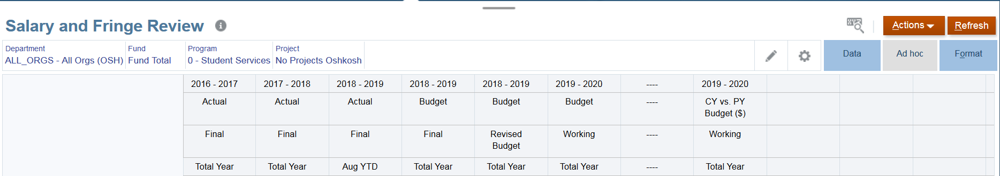 Salary and Fringe Review
Actions Refresh
Department Fund Program Project
ALL_ORGS - All Orgs (OSH) Fund Total 0 - Student Services No Projects Oshkosh
Data Ad hoc Format
2016 - 2017 2017 - 2018 2018 - 2019 2018 - 2019 2018 - 2019 2019 - 2020 ---- 2019 - 2020
Actual Actual Actual Budget Budget Budget ---- CY vs. PY
Budget ($)
Final Final Final Final Revised Working ---- Working
Budget
Total Year Total Year Aug YTD Total Year Total Year Total Year ---- Total Year